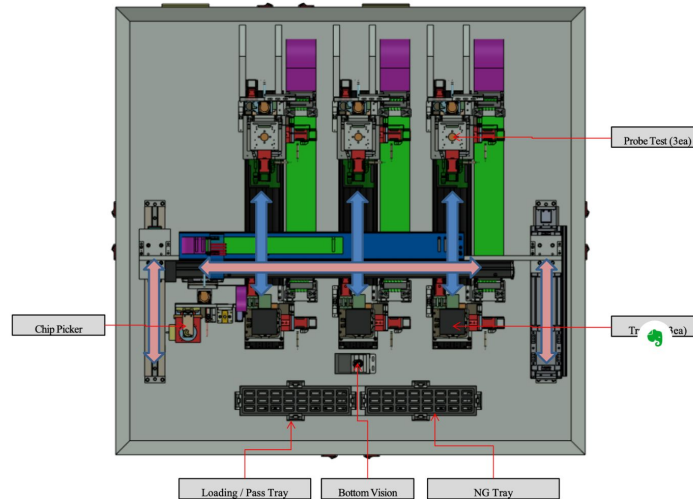 Probe Test (3ea)
Chip Picker
Loading / Pass Tray
Bottom Vision
NG Tray